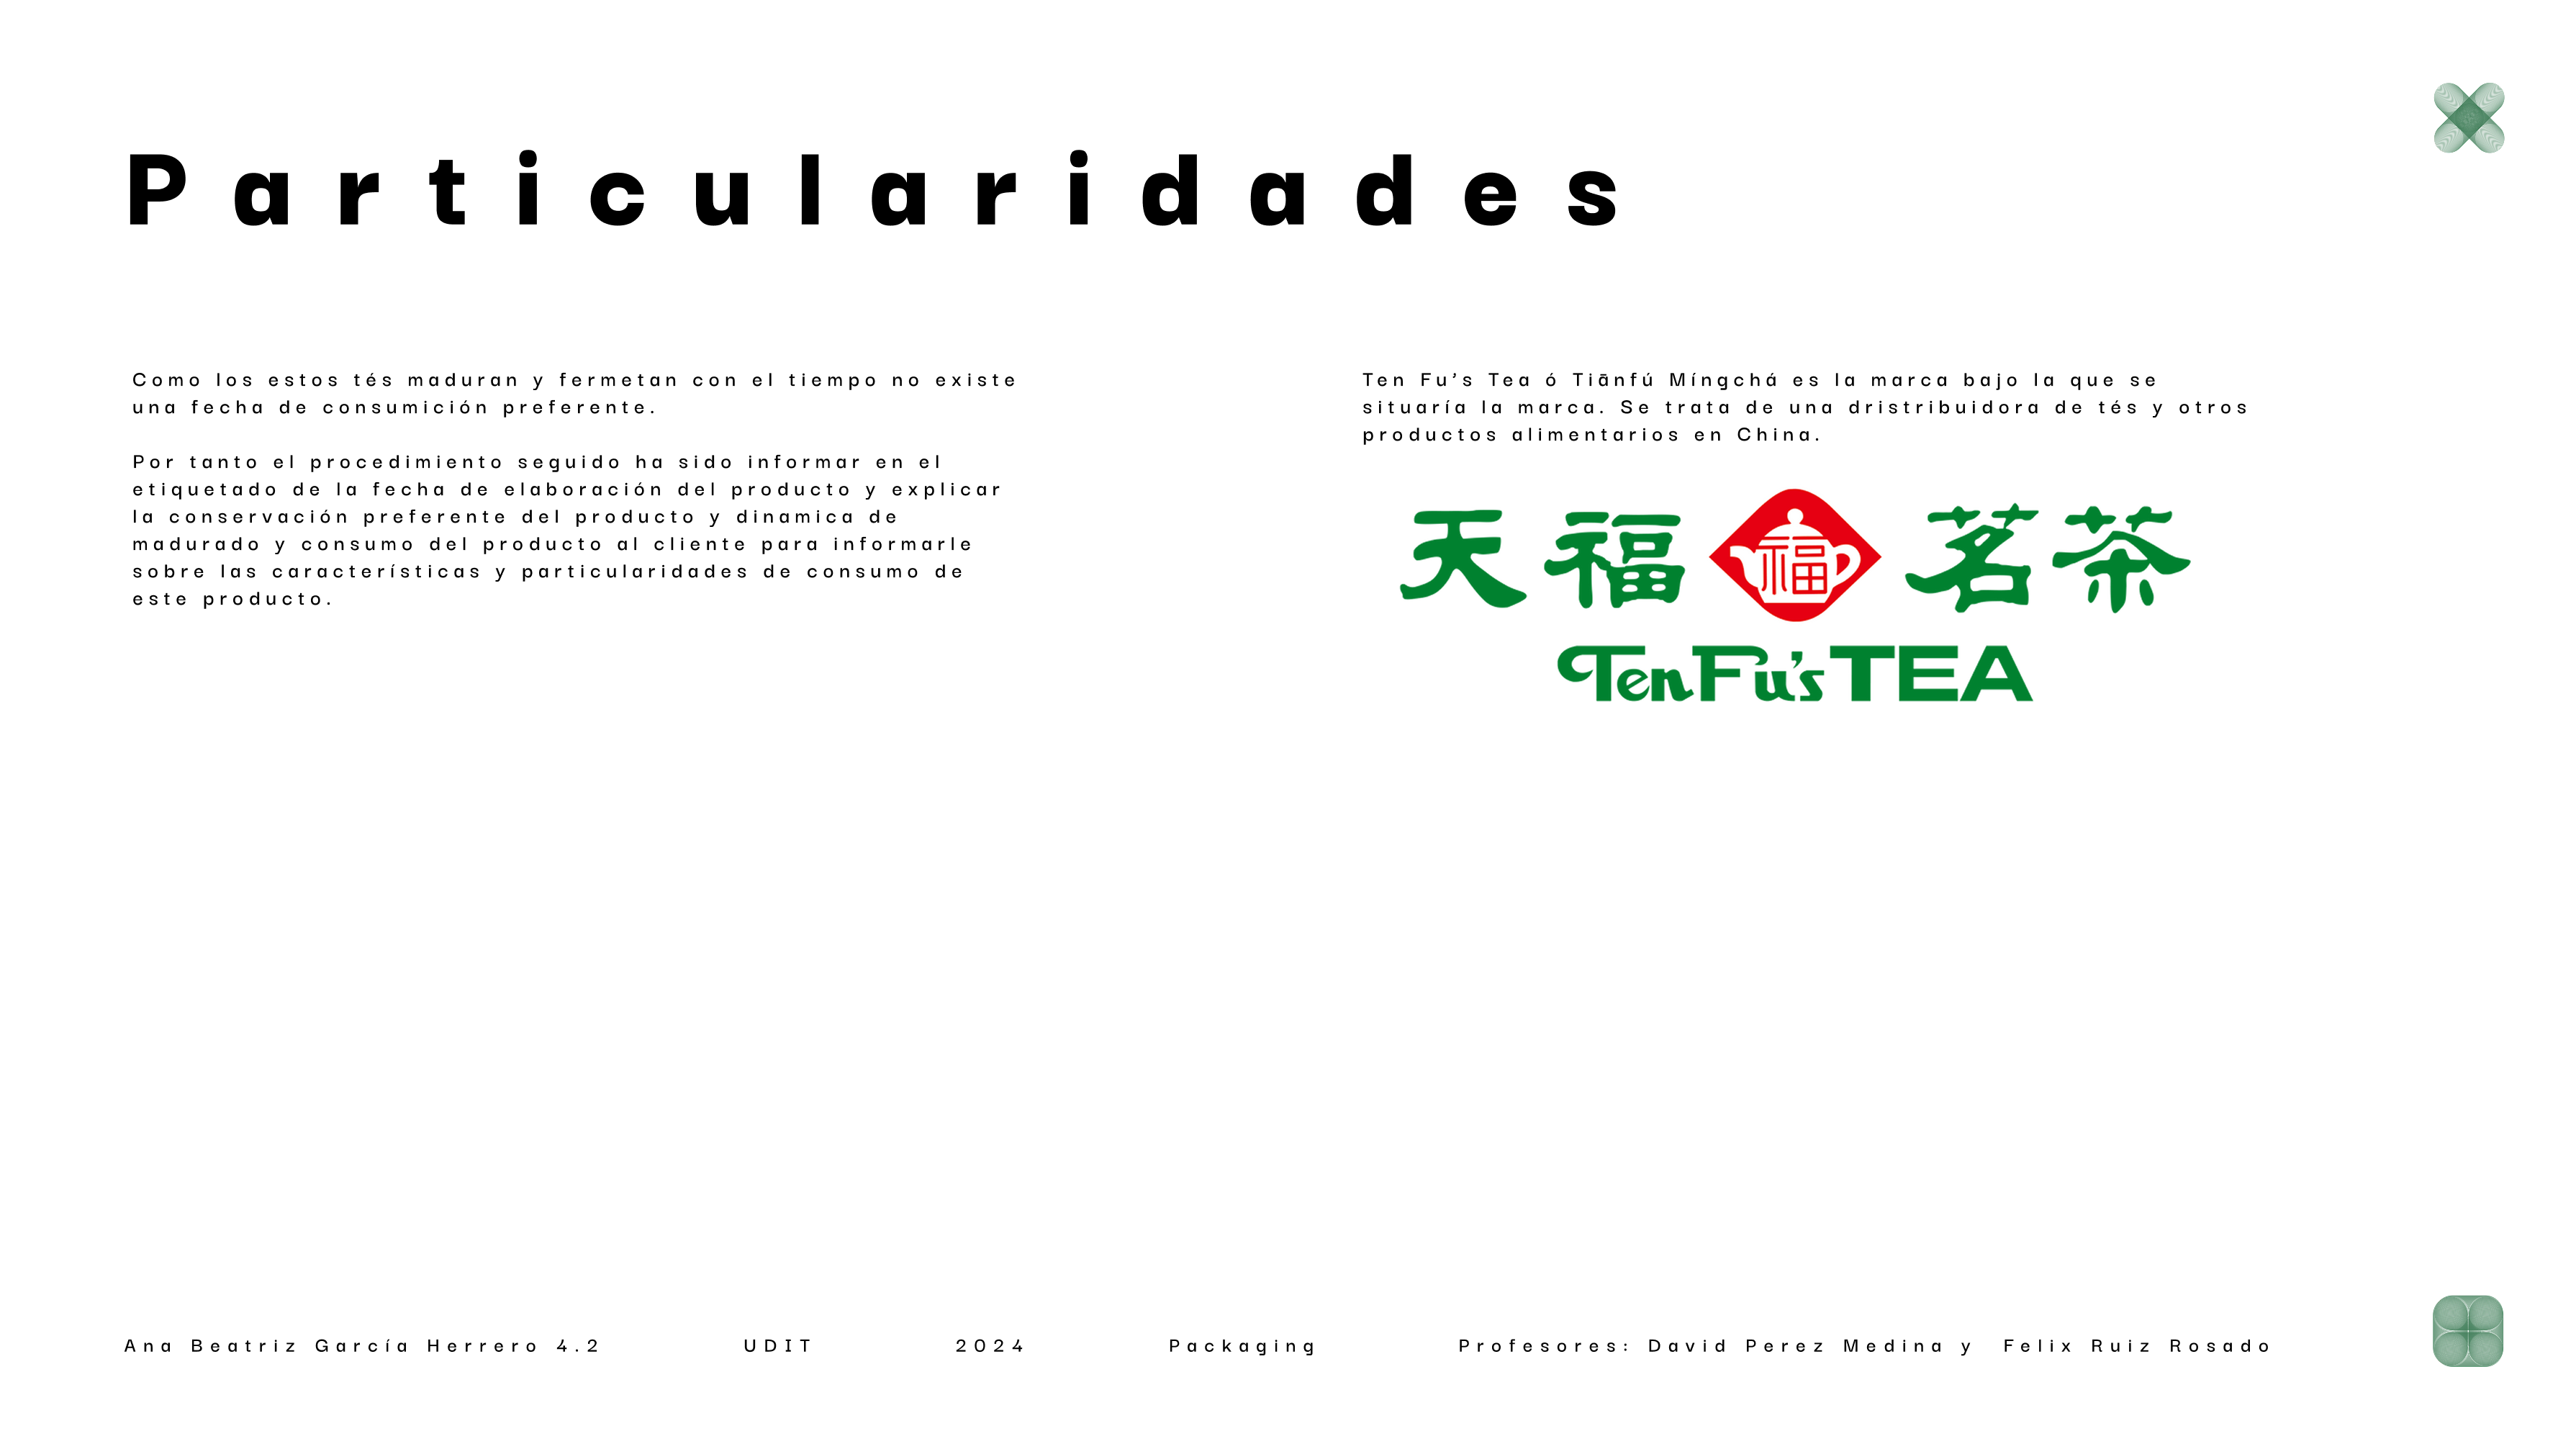 Particularidades
Como los estos tés maduran y fermetan con el tiempo no existe
una fecha de consumición preferente.
Por tanto el procedimiento seguido ha sido informar en el
etiquetado de la fecha de elaboración del producto y explicar
la conservación preferente del producto y dinamica de
madurado y consumo del producto al cliente para informarle
sobre las características y particularidades de consumo de
este producto.
Ten Fu’s Tea ó Tiānfú Míngchá es la marca bajo la que se
situaría la marca. Se trata de una dristribuidora de tés y otros
productos alimentarios en China.
天福 福 茗茶
Ten Fu's TEA
Ana Beatriz García Herrero 4.2 UDIT 2024 Packaging Profesores: David Perez Medina y Felix Ruiz Rosado